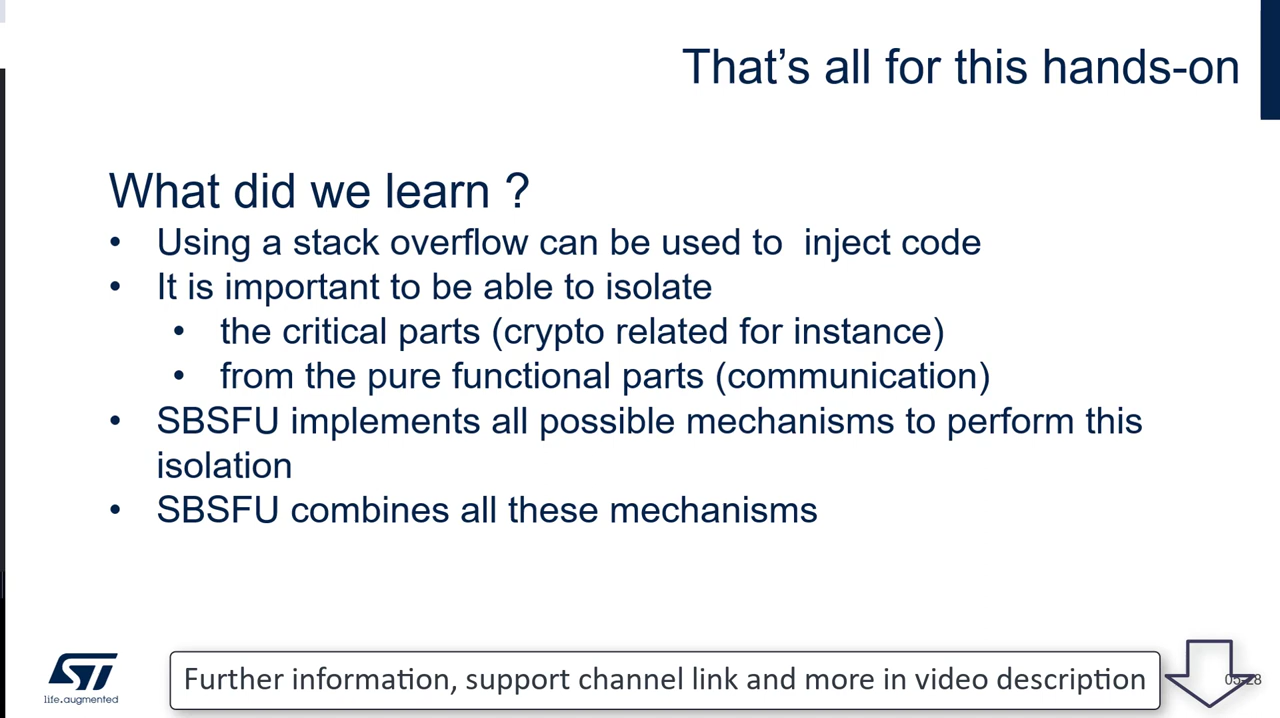 That's all for this hands-on
What did we learn ?
• Using a stack overflow can be used to  inject code
• It is important to be able to isolate
• the critical parts (crypto related for instance)
• from the pure functional parts (communication)
• SBSFU implements all possible mechanisms to perform this
isolation
• SBSFU combines all these mechanisms
ST
life.augmented
Further information, support channel link and more in video description
05-28